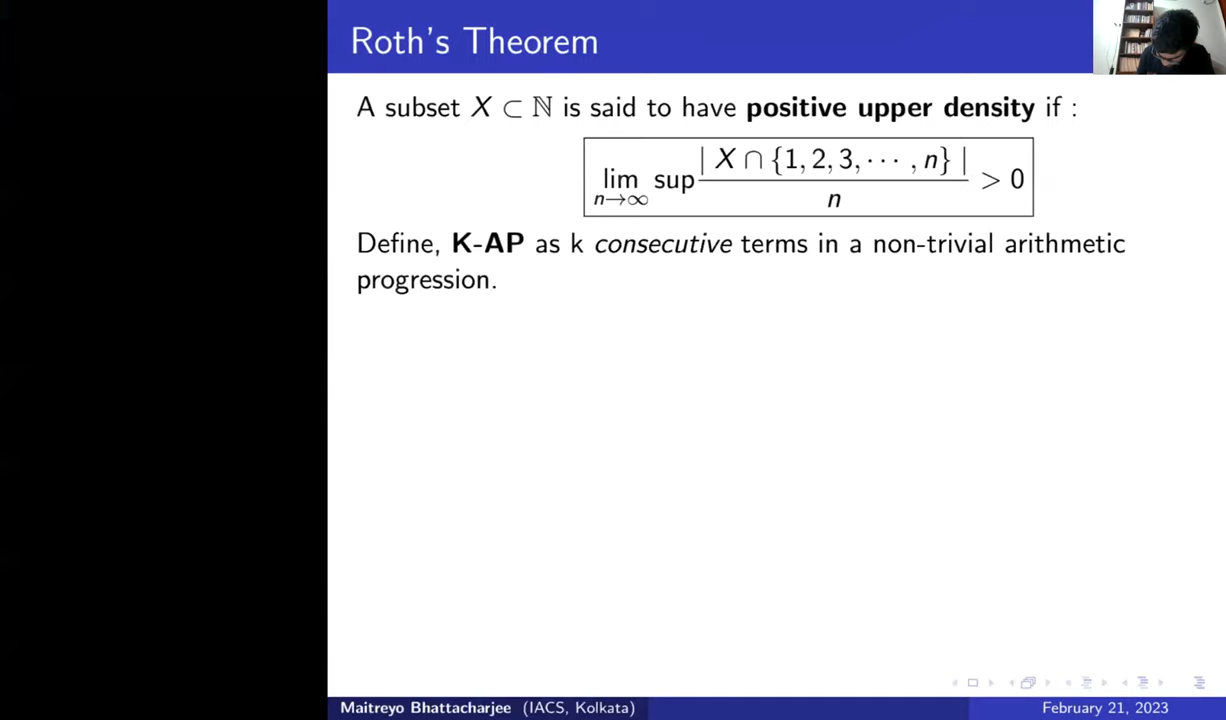 Roth's Theorem
A subset X ⊂ ℕ is said to have positive upper density if :
lim sup_{n→∞} | X ∩ {1, 2, 3, ⋯ , n} | / n > 0
Define, K-AP as k consecutive terms in a non-trivial arithmetic
progression.
Maitreyo Bhattacharjee (IACS, Kolkata) February 21, 2023